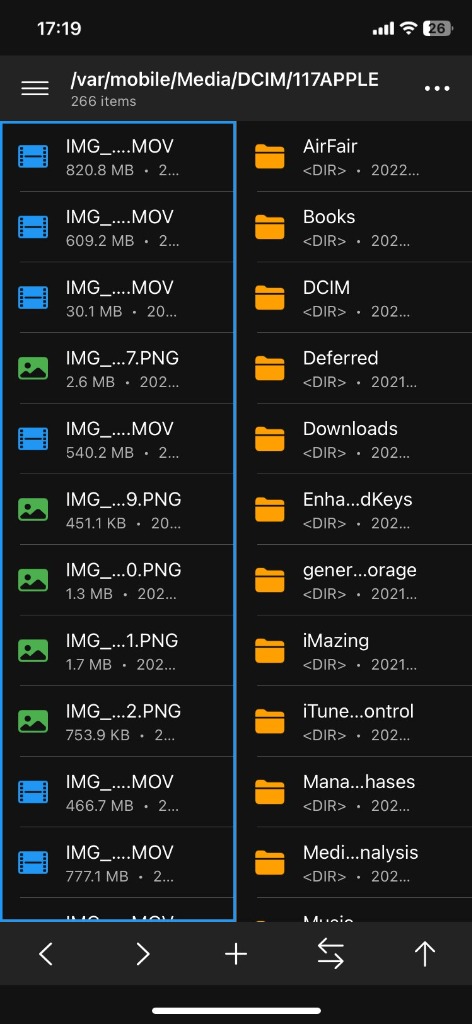 17:19
26
/var/mobile/Media/DCIM/117APPLE
266 items
IMG_....MOV
820.8 MB • 2...
IMG_....MOV
609.2 MB • 2...
IMG_....MOV
30.1 MB • 20...
IMG_...7.PNG
2.6 MB • 202...
IMG_....MOV
540.2 MB • 2...
IMG_...9.PNG
451.1 KB • 20...
IMG_...0.PNG
1.3 MB • 202...
IMG_...1.PNG
1.7 MB • 202...
IMG_...2.PNG
753.9 KB • 2...
IMG_....MOV
466.7 MB • 2...
IMG_....MOV
777.1 MB • 2...
IMG_....MOV
AirFair
<DIR> • 2022...
Books
<DIR> • 202...
DCIM
<DIR> • 202...
Deferred
<DIR> • 2021...
Downloads
<DIR> • 202...
Enha...dKeys
<DIR> • 202...
gener...orage
<DIR> • 2021...
iMazing
<DIR> • 2021...
iTune...ontrol
<DIR> • 202...
Mana...hases
<DIR> • 202...
Medi...nalysis
<DIR> • 202...
Music